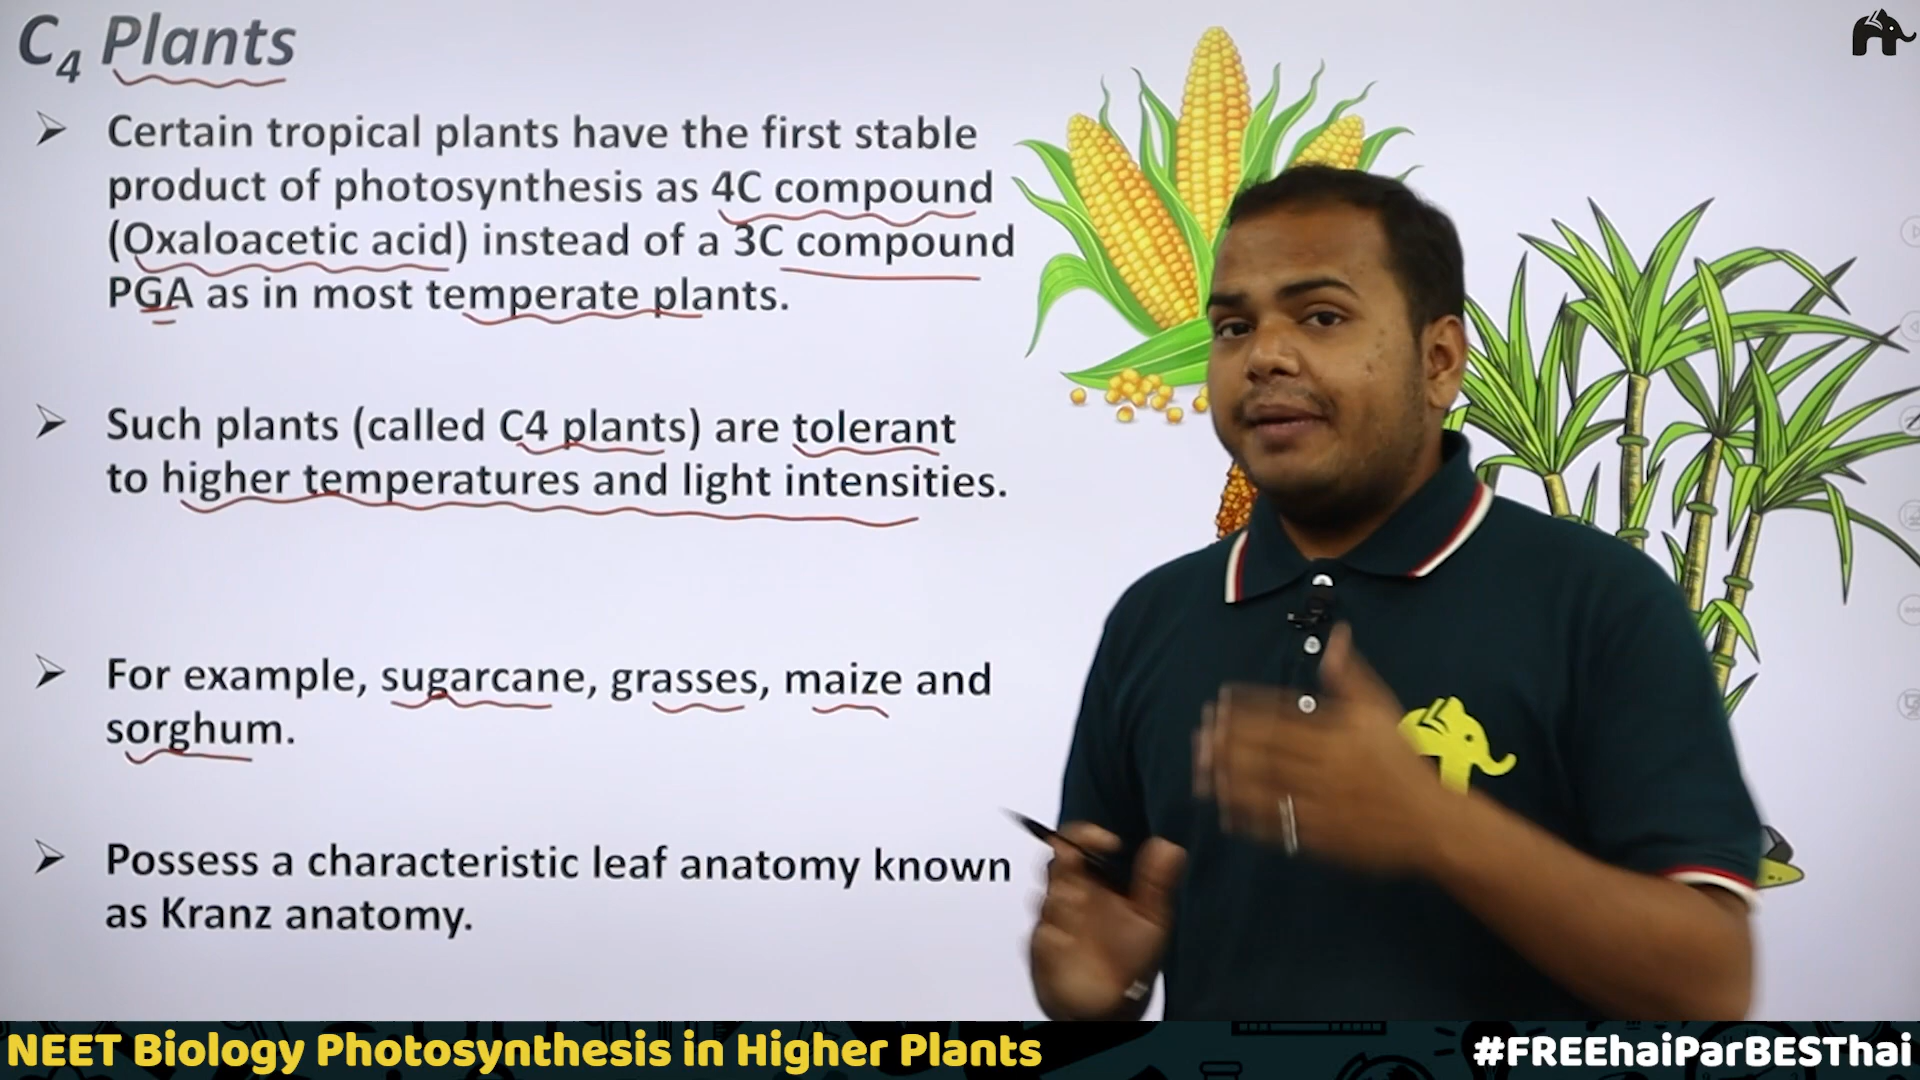 C4 Plants
Certain tropical plants have the first stable
product of photosynthesis as 4C compound
(Oxaloacetic acid) instead of a 3C compound
PGA as in most temperate plants.
Such plants (called C4 plants) are tolerant
to higher temperatures and light intensities.
For example, sugarcane, grasses, maize and
sorghum.
Possess a characteristic leaf anatomy known
as Kranz anatomy.
NEET Biology Photosynthesis in Higher Plants
#FREEhaiParBESThai